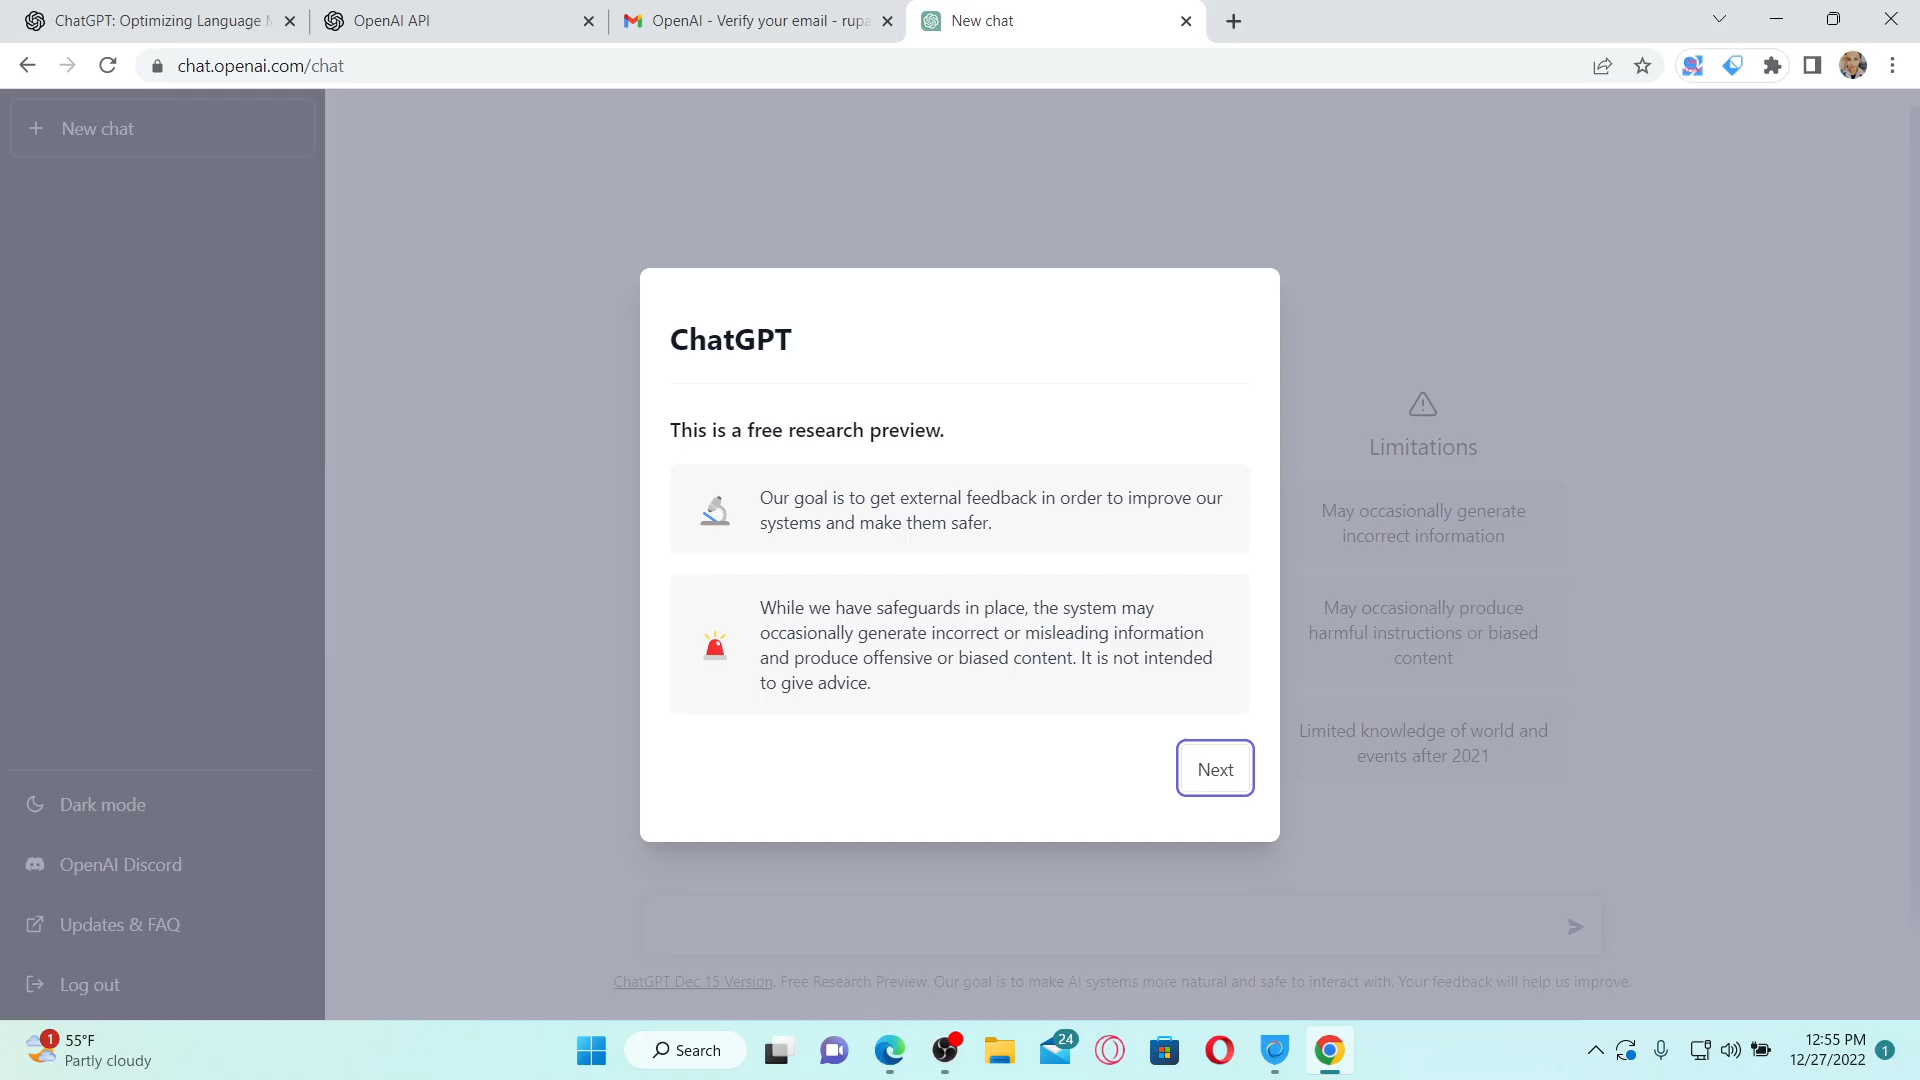 ChatGPT: Optimizing Language
OpenAI API
OpenAI - Verify your email - rupa
New chat
chat.openai.com/chat
New chat
ChatGPT
This is a free research preview.
Our goal is to get external feedback in order to improve our
systems and make them safer.
While we have safeguards in place, the system may
occasionally generate incorrect or misleading information
and produce offensive or biased content. It is not intended
to give advice.
Next
Limitations
May occasionally generate
incorrect information
May occasionally produce
harmful instructions or biased
content
Limited knowledge of world and
events after 2021
Dark mode
OpenAI Discord
Updates & FAQ
Log out
ChatGPT Dec 15 Version. Free Research Preview. Our goal is to make AI systems more natural and safe to interact with. Your feedback will help us improve.
1
55°F
Partly cloudy
Search
24
12:55 PM
12/27/2022
1